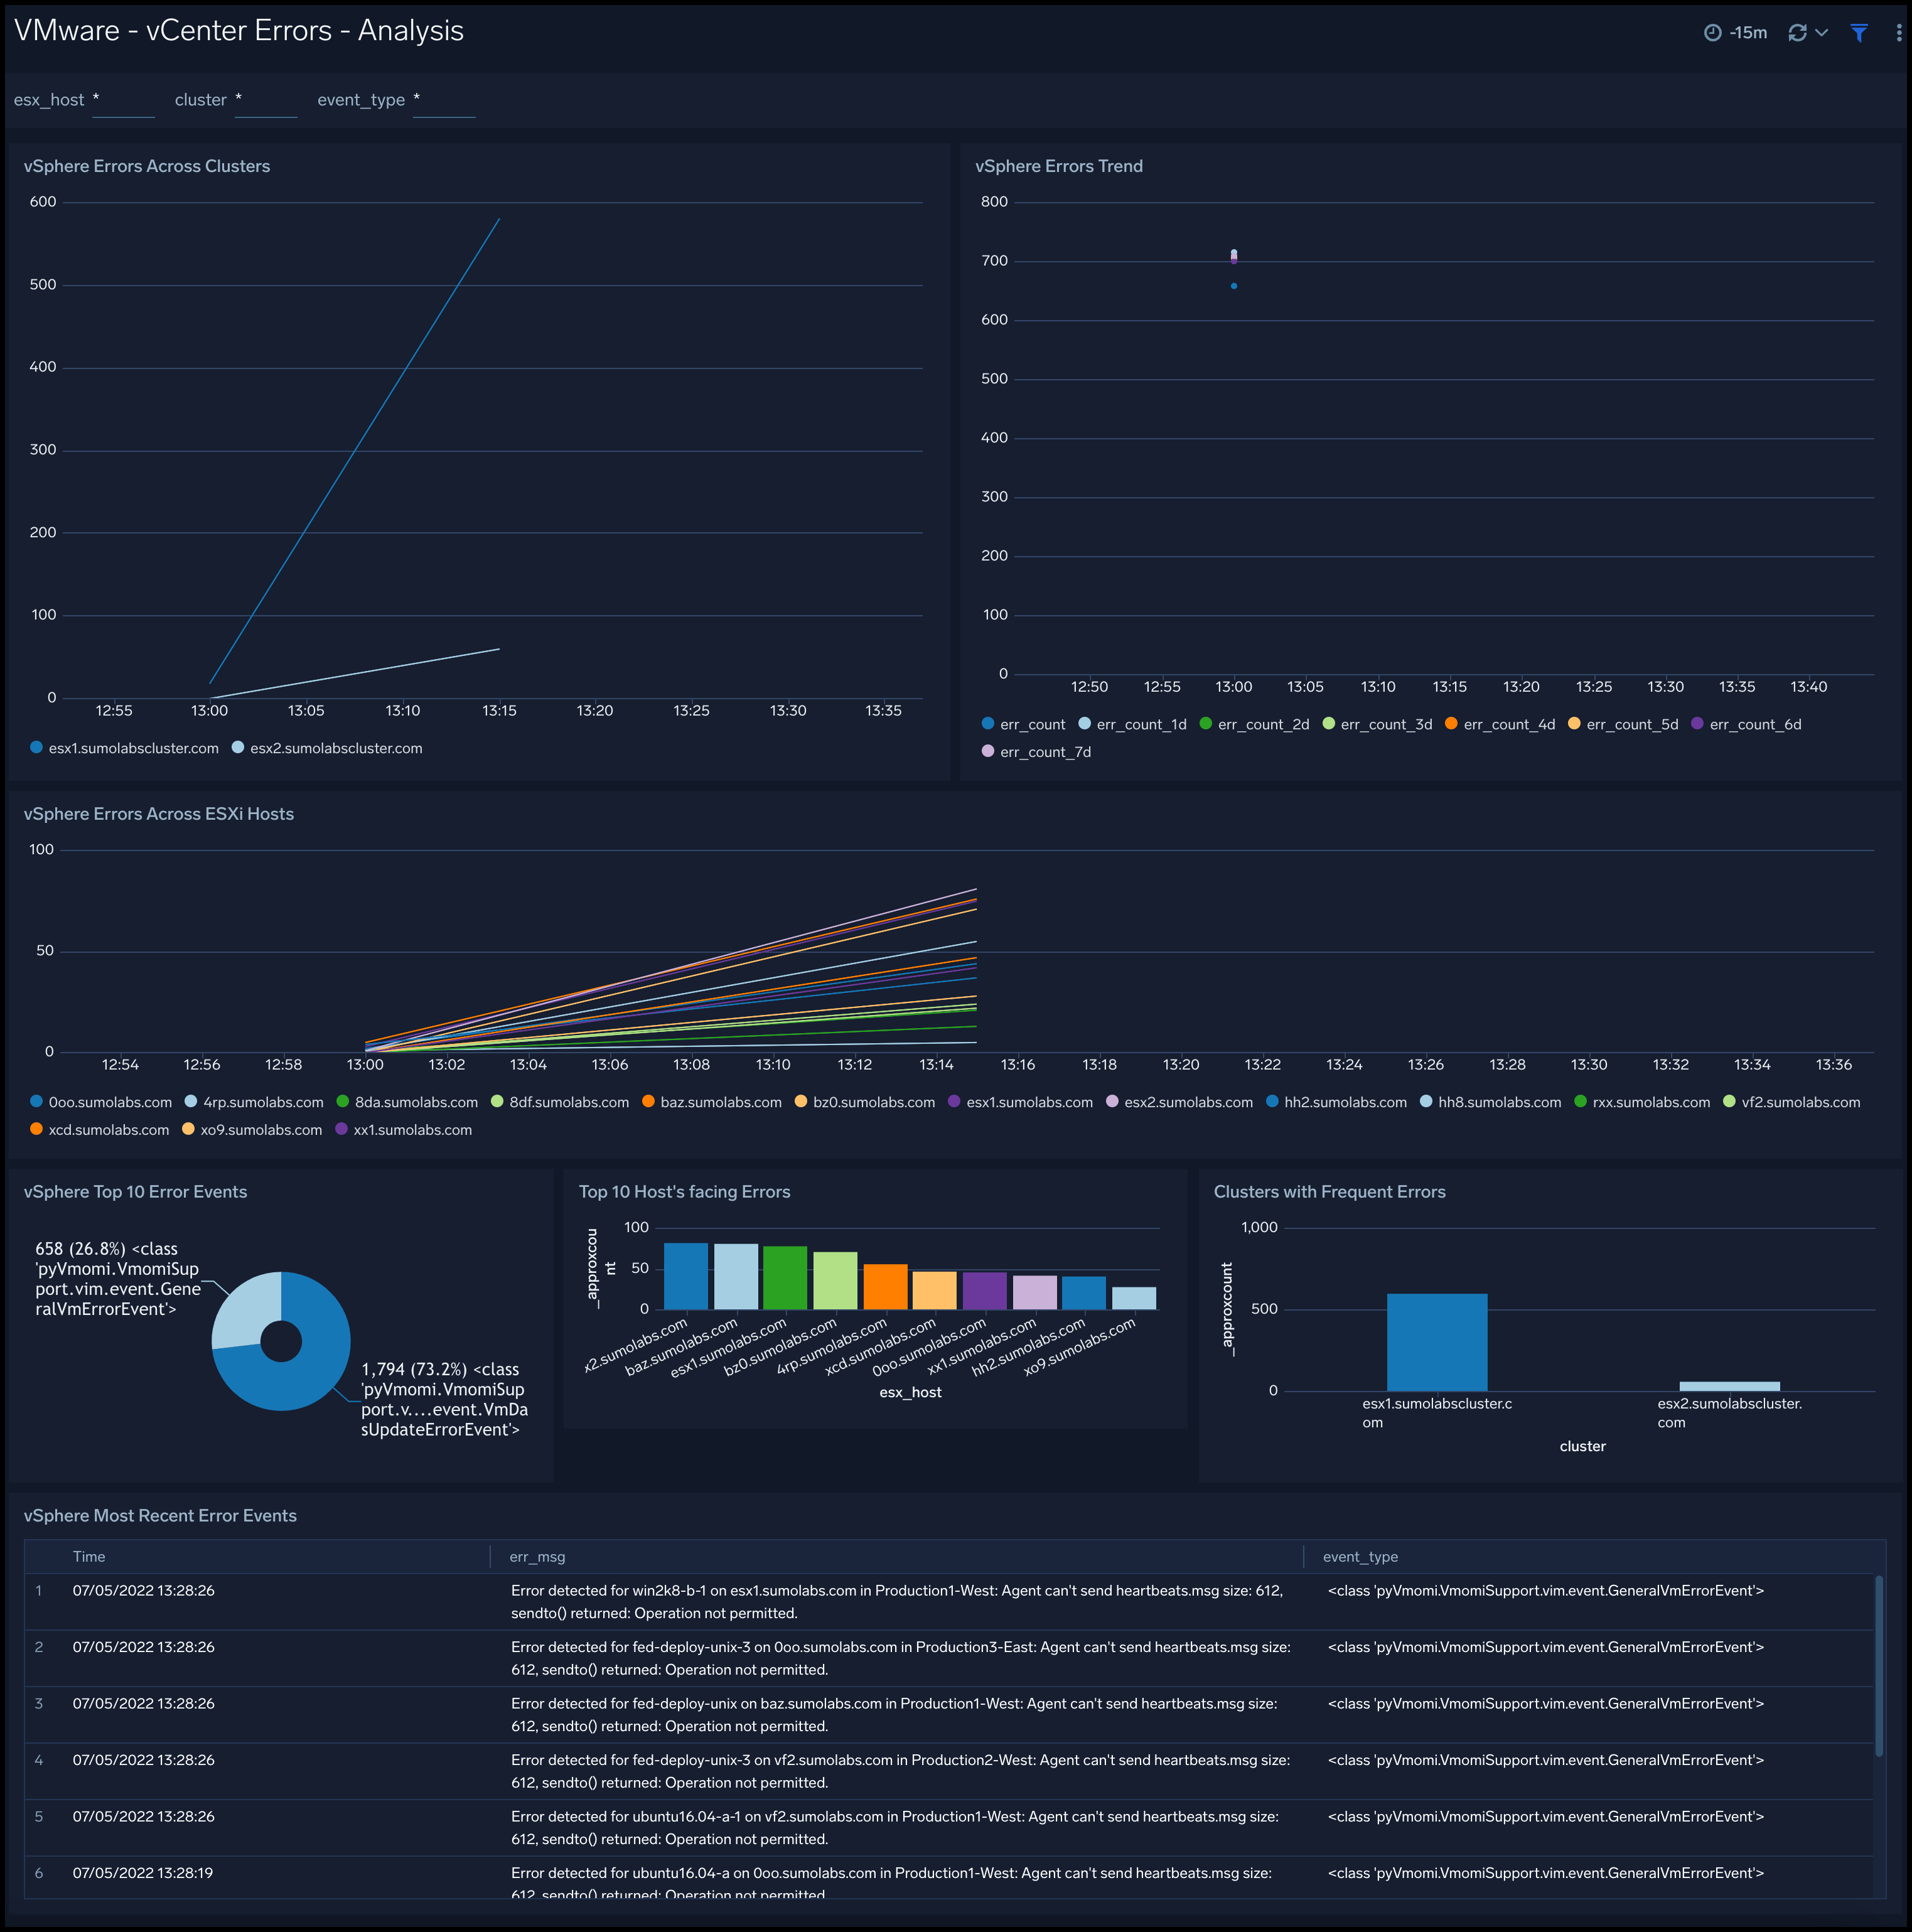 VMware - vCenter Errors - Analysis
-15m
esx_host * cluster * event_type *
vSphere Errors Across Clusters
600
500
400
300
200
100
0
12:55 13:00 13:05 13:10 13:15 13:20 13:25 13:30 13:35
esx1.sumolabscluster.com esx2.sumolabscluster.com
vSphere Errors Trend
800
700
600
500
400
300
200
100
0
12:50 12:55 13:00 13:05 13:10 13:15 13:20 13:25 13:30 13:35 13:40
err_count err_count_1d err_count_2d err_count_3d err_count_4d err_count_5d err_count_6d
err_count_7d
vSphere Errors Across ESXi Hosts
100
50
0
12:54 12:56 12:58 13:00 13:02 13:04 13:06 13:08 13:10 13:12 13:14 13:16 13:18 13:20 13:22 13:24 13:26 13:28 13:30 13:32 13:34 13:36
0oo.sumolabs.com 4rp.sumolabs.com 8da.sumolabs.com 8df.sumolabs.com baz.sumolabs.com bz0.sumolabs.com esx1.sumolabs.com esx2.sumolabs.com hh2.sumolabs.com hh8.sumolabs.com rxx.sumolabs.com vf2.sumolabs.com
xcd.sumolabs.com xo9.sumolabs.com xx1.sumolabs.com
vSphere Top 10 Error Events
658 (26.8%) <class
'pyVmomi.VmomiSup
port.vim.event.Gene
ralVmErrorEvent'>
1,794 (73.2%) <class
'pyVmomi.VmomiSup
port.v....event.VmDa
sUpdateErrorEvent'>
Top 10 Host's facing Errors
_approxcou
nt
100
50
0
x2.sumolabs.com
baz.sumolabs.com
esx1.sumolabs.com
bz0.sumolabs.com
4rp.sumolabs.com
xcd.sumolabs.com
0oo.sumolabs.com
xx1.sumolabs.com
hh2.sumolabs.com
xo9.sumolabs.com
esx_host
Clusters with Frequent Errors
_approxcount
1,000
500
0
esx1.sumolabscluster.c
om
esx2.sumolabscluster.
com
cluster
vSphere Most Recent Error Events
Time err_msg event_type
1 07/05/2022 13:28:26 Error detected for win2k8-b-1 on esx1.sumolabs.com in Production1-West: Agent can't send heartbeats.msg size: 612, <class 'pyVmomi.VmomiSupport.vim.event.GeneralVmErrorEvent'>
sendto() returned: Operation not permitted.
2 07/05/2022 13:28:26 Error detected for fed-deploy-unix-3 on 0oo.sumolabs.com in Production3-East: Agent can't send heartbeats.msg size: <class 'pyVmomi.VmomiSupport.vim.event.GeneralVmErrorEvent'>
612, sendto() returned: Operation not permitted.
3 07/05/2022 13:28:26 Error detected for fed-deploy-unix on baz.sumolabs.com in Production1-West: Agent can't send heartbeats.msg size: <class 'pyVmomi.VmomiSupport.vim.event.GeneralVmErrorEvent'>
612, sendto() returned: Operation not permitted.
4 07/05/2022 13:28:26 Error detected for fed-deploy-unix-3 on vf2.sumolabs.com in Production2-West: Agent can't send heartbeats.msg size: <class 'pyVmomi.VmomiSupport.vim.event.GeneralVmErrorEvent'>
612, sendto() returned: Operation not permitted.
5 07/05/2022 13:28:26 Error detected for ubuntu16.04-a-1 on vf2.sumolabs.com in Production1-West: Agent can't send heartbeats.msg size: <class 'pyVmomi.VmomiSupport.vim.event.GeneralVmErrorEvent'>
612, sendto() returned: Operation not permitted.
6 07/05/2022 13:28:19 Error detected for ubuntu16.04-a on 0oo.sumolabs.com in Production1-West: Agent can't send heartbeats.msg size: <class 'pyVmomi.VmomiSupport.vim.event.GeneralVmErrorEvent'>
612, sendto() returned: Operation not permitted